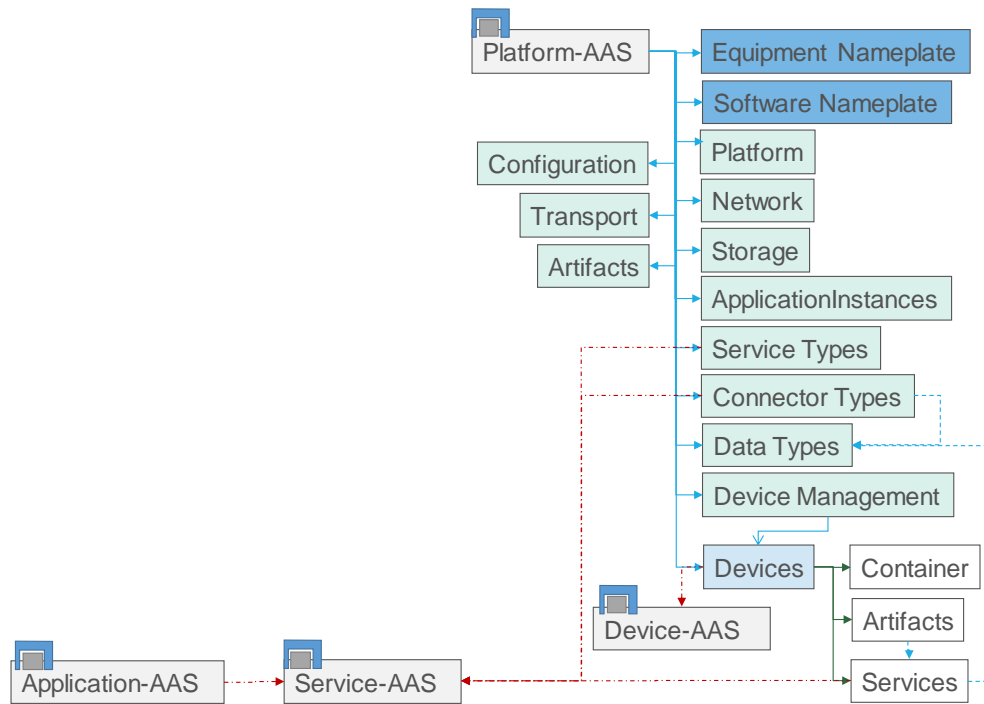 Platform-AAS
Equipment Nameplate
Software Nameplate
Platform
Configuration
Network
Transport
Storage
Artifacts
ApplicationInstances
Service Types
Connector Types
Data Types
Device Management
Devices
Container
Device-AAS
Artifacts
Application-AAS
Service-AAS
Services